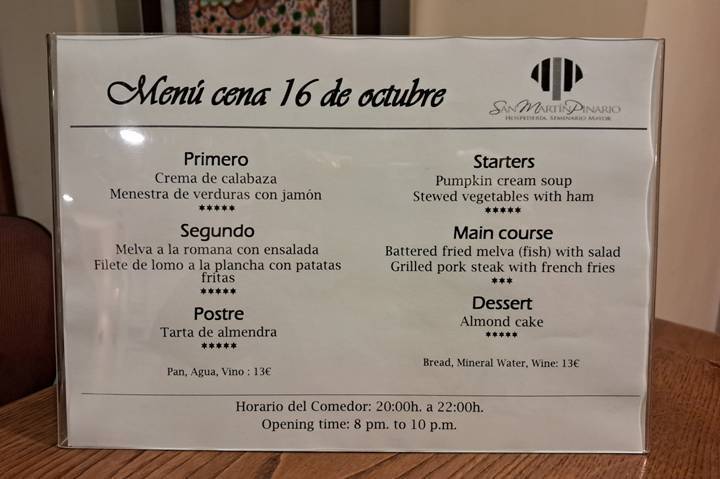 Menú cena 16 de octubre
SAN MARTÍN PINARIO
HOSPEDERÍA, SEMINARIO MAYOR
Primero
Crema de calabaza
Menestra de verduras con jamón
*****
Segundo
Melva a la romana con ensalada
Filete de lomo a la plancha con patatas
fritas
*****
Postre
Tarta de almendra
*****
Pan, Agua, Vino : 13€
Starters
Pumpkin cream soup
Stewed vegetables with ham
*****
Main course
Battered fried melva (fish) with salad
Grilled pork steak with french fries
***
Dessert
Almond cake
*****
Bread, Mineral Water, Wine: 13€
Horario del Comedor: 20:00h. a 22:00h.
Opening time: 8 pm. to 10 p.m.